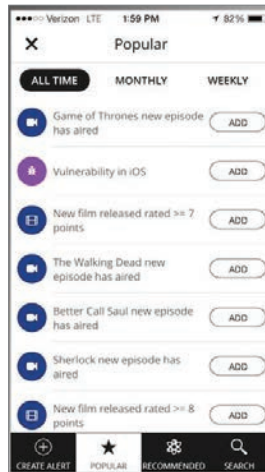 Verizon LTE 1:59 PM 82%
Popular
ALL TIME MONTHLY WEEKLY
Game of Thrones new episode
has aired
ADD
Vulnerability in iOS
ADD
New film released rated >= 7
points
ADD
The Walking Dead new
episode has aired
ADD
Better Call Saul new episode
has aired
ADD
Sherlock new episode has
aired
ADD
New film released rated >= 8
points
ADD
CREATE ALERT POPULAR RECOMMENDED SEARCH